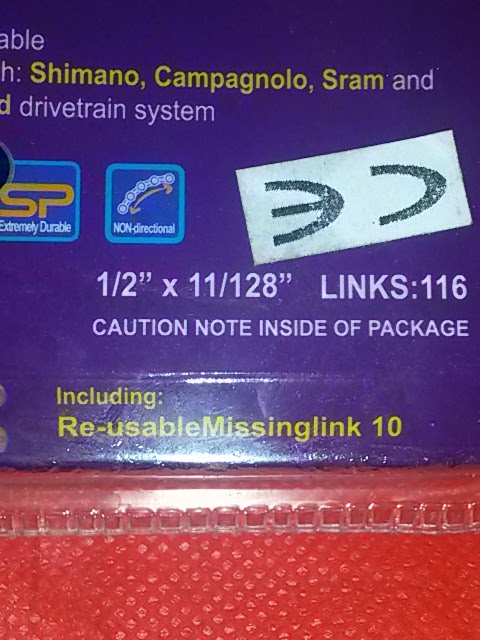 able
h: Shimano, Campagnolo, Sram and
d drivetrain system
SP
Extremely Durable
NON-directional
CE
1/2” x 11/128” LINKS:116
CAUTION NOTE INSIDE OF PACKAGE
Including:
Re-usableMissinglink 10